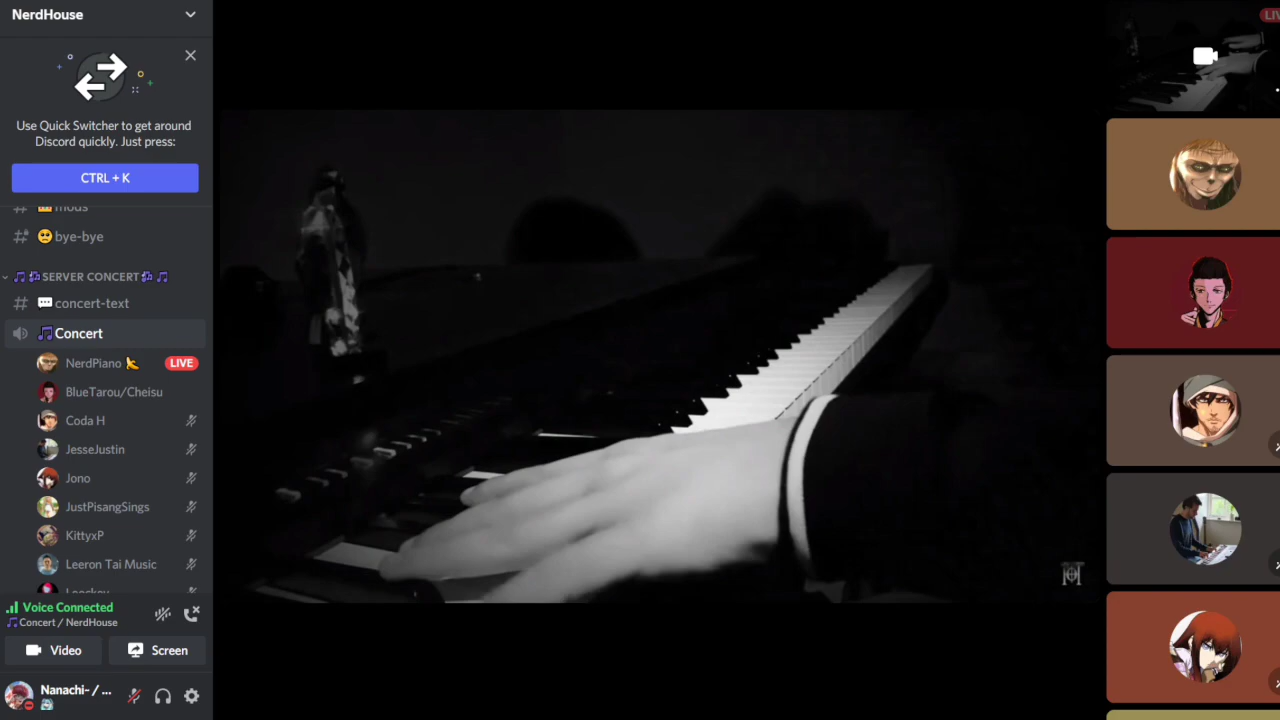 NerdHouse
Use Quick Switcher to get around
Discord quickly. Just press:
CTRL + K
mods
bye-bye
SERVER CONCERT
concert-text
Concert
NerdPiano
LIVE
BlueTarou/Cheisu
Coda H
JesseJustin
Jono
JustPisangSings
KittyxP
Leeron Tai Music
Voice Connected
Concert / NerdHouse
Video
Screen
Nanachi- / ...